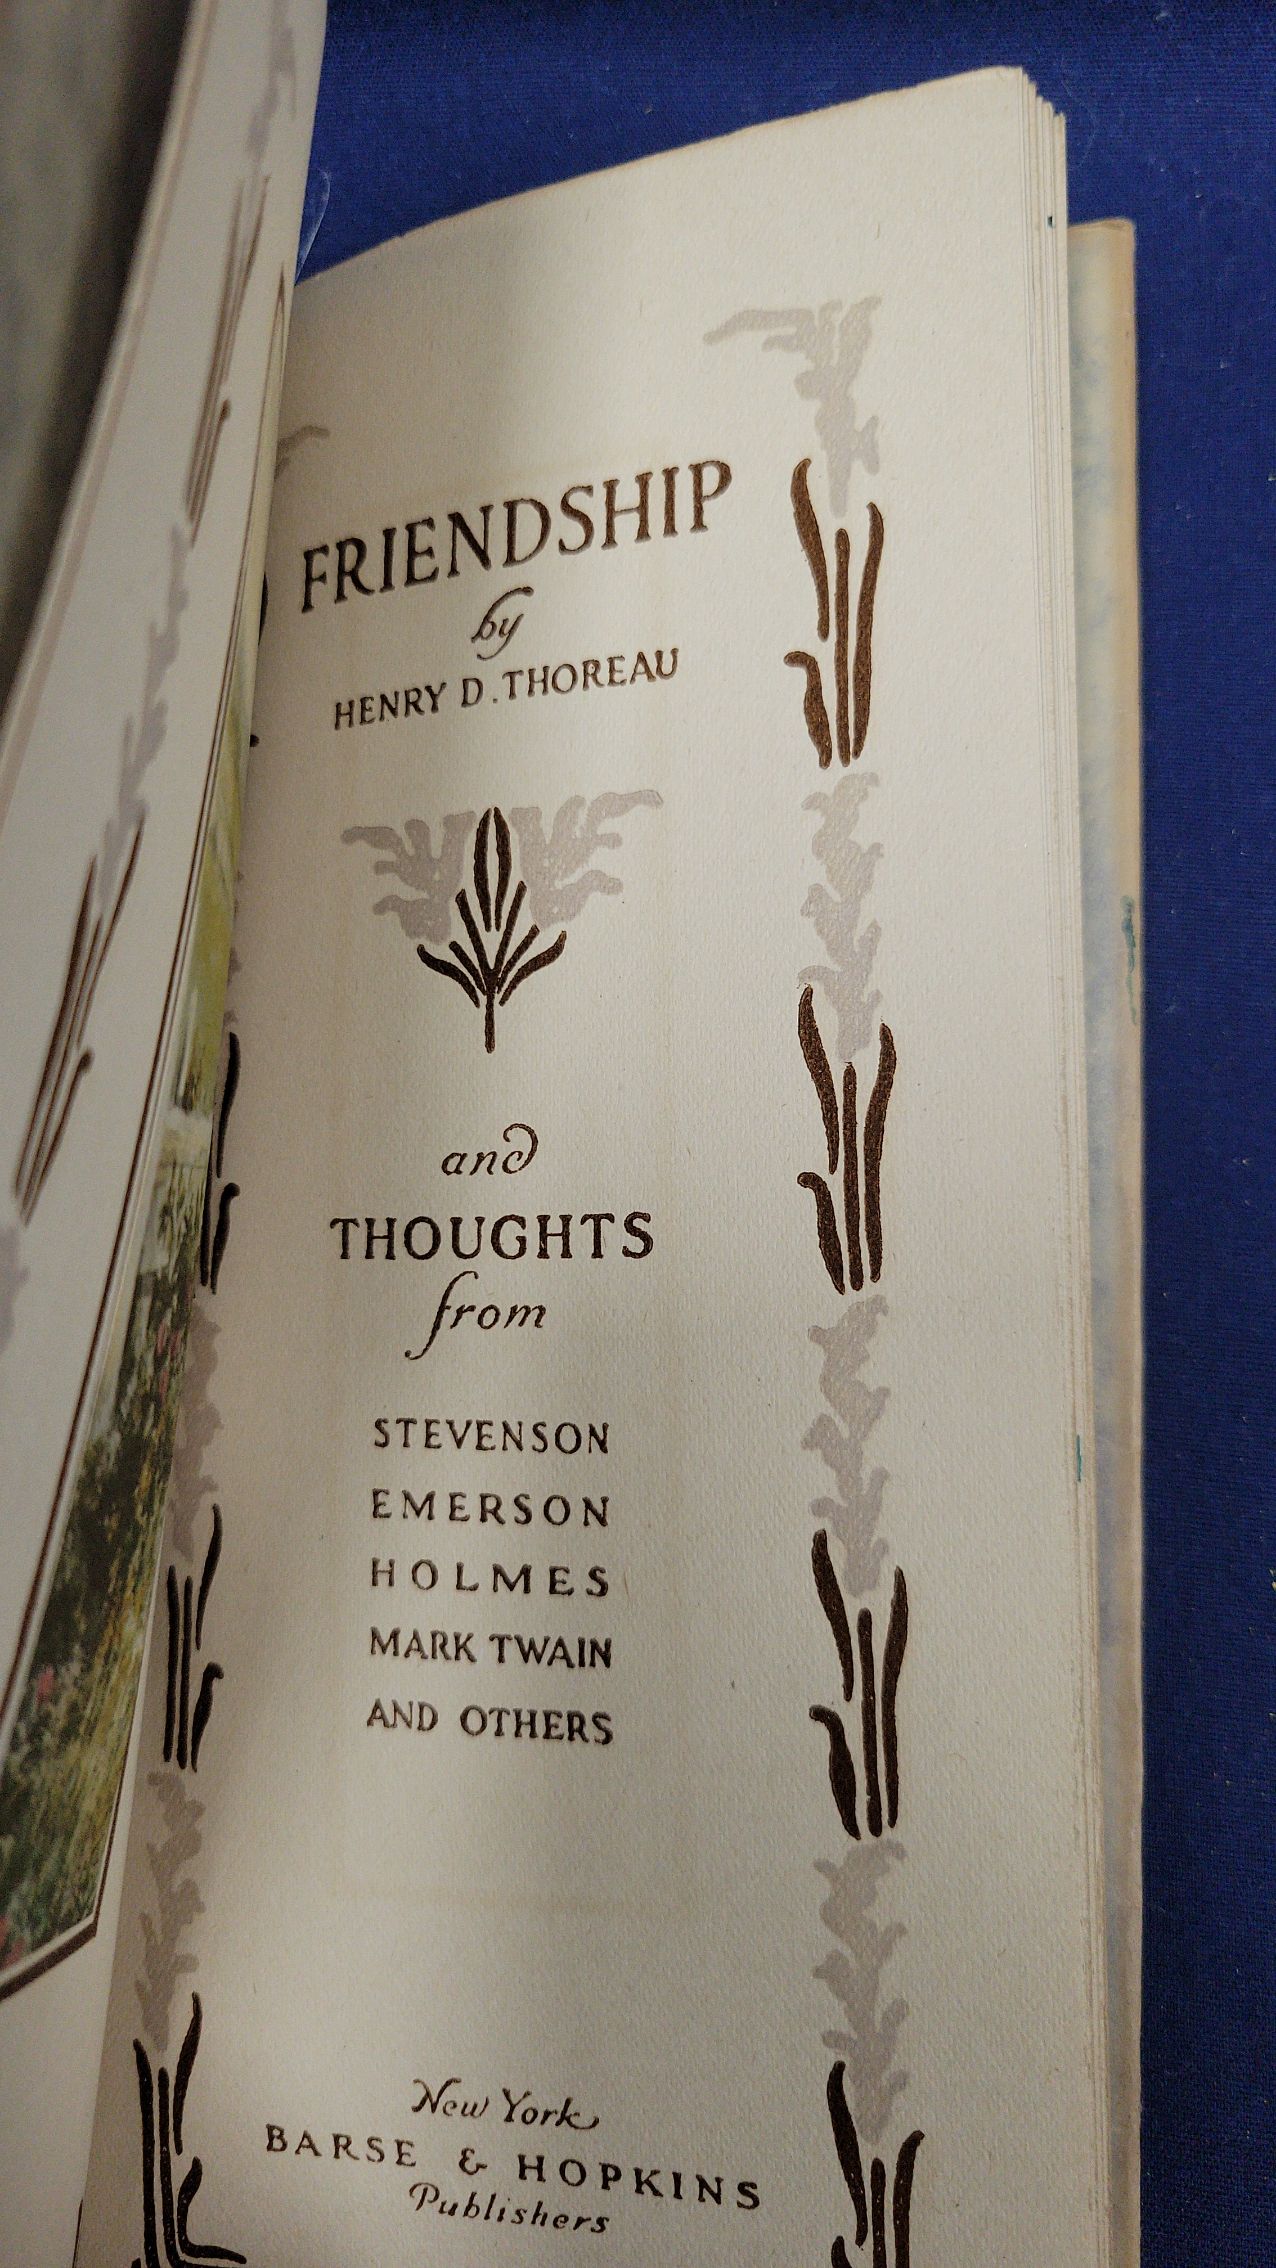 FRIENDSHIP
by
HENRY D. THOREAU
and
THOUGHTS
from
STEVENSON
EMERSON
HOLMES
MARK TWAIN
AND OTHERS
New York
BARSE & HOPKINS
Publishers